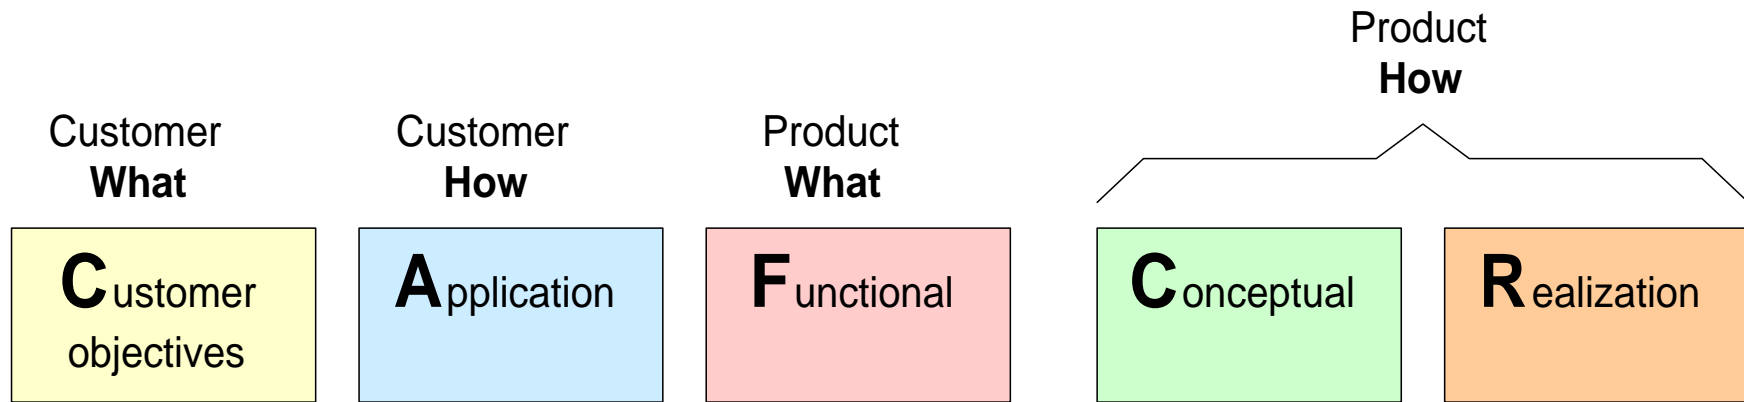 Customer
What
Customer
How
Product
What
Product
How
Customer
objectives
Application
Functional
Conceptual
Realization